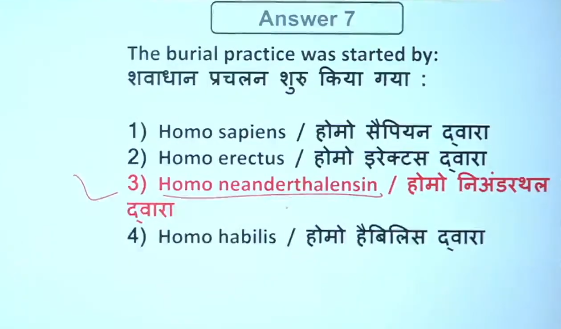 Answer 7
The burial practice was started by:
शवाधान प्रचलन शुरु किया गया :
1) Homo sapiens / होमो सैपियन द्वारा
2) Homo erectus / होमो इरेक्टस द्वारा
3) Homo neanderthalensin / होमो निअंडरथल
द्वारा
4) Homo habilis / होमो हैबिलिस द्वारा